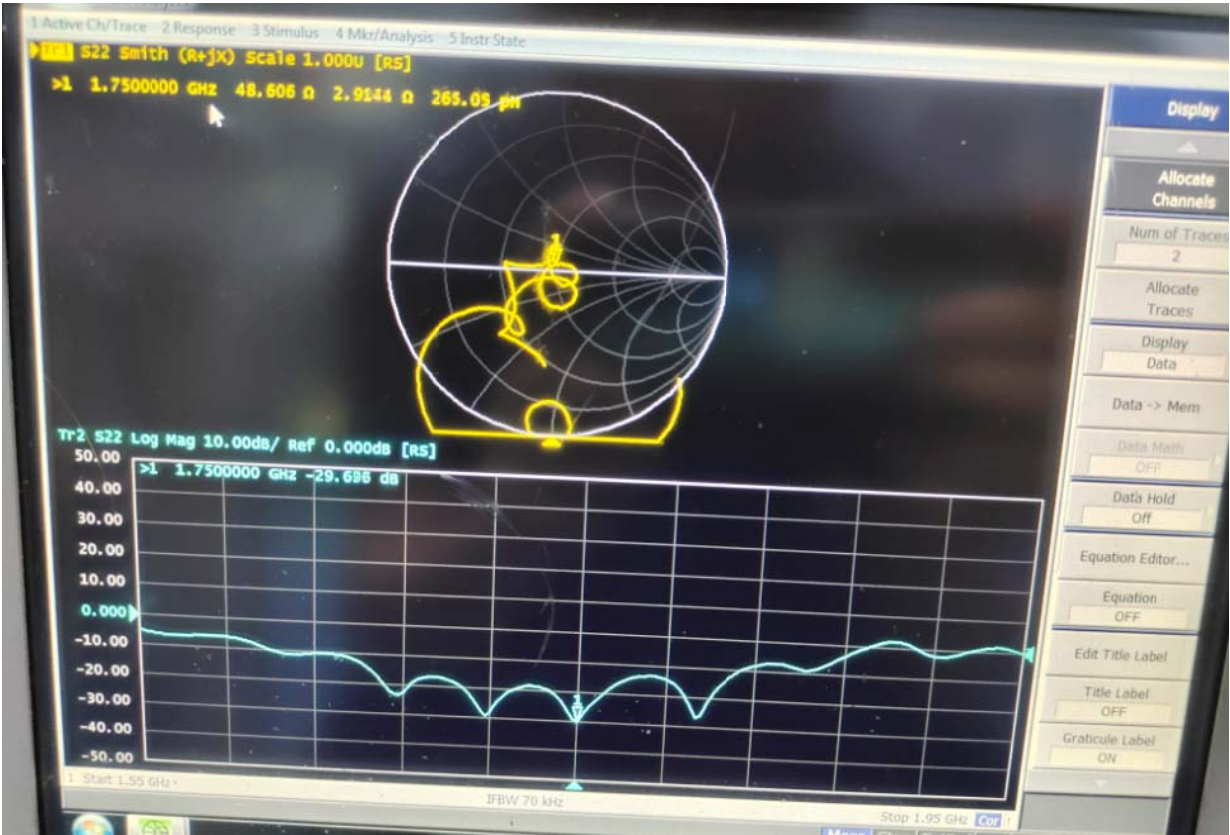 1 Active Ch/Trace 2 Response 3 Stimulus 4 Mkr/Analysis 5 Instr State
Tr1 S22 Smith (R+jX) Scale 1.000U [RS]
>1 1.7500000 GHz 48.606 Ω 2.9144 Ω 265.05 pH
1
Tr2 S22 Log Mag 10.00dB/ Ref 0.000dB [RS]
>1 1.7500000 GHz -29.696 dB
50.00
40.00
30.00
20.00
10.00
0.000
-10.00
-20.00
-30.00
-40.00
-50.00
1
1 Start 1.55 GHz
IFBW 70 kHz
Stop 1.95 GHz Cor !
Display
Allocate
Channels
Num of Traces
2
Allocate
Traces
Display
Data
Data -> Mem
Data Math
OFF
Data Hold
Off
Equation Editor...
Equation
OFF
Edit Title Label
Title Label
OFF
Graticule Label
ON